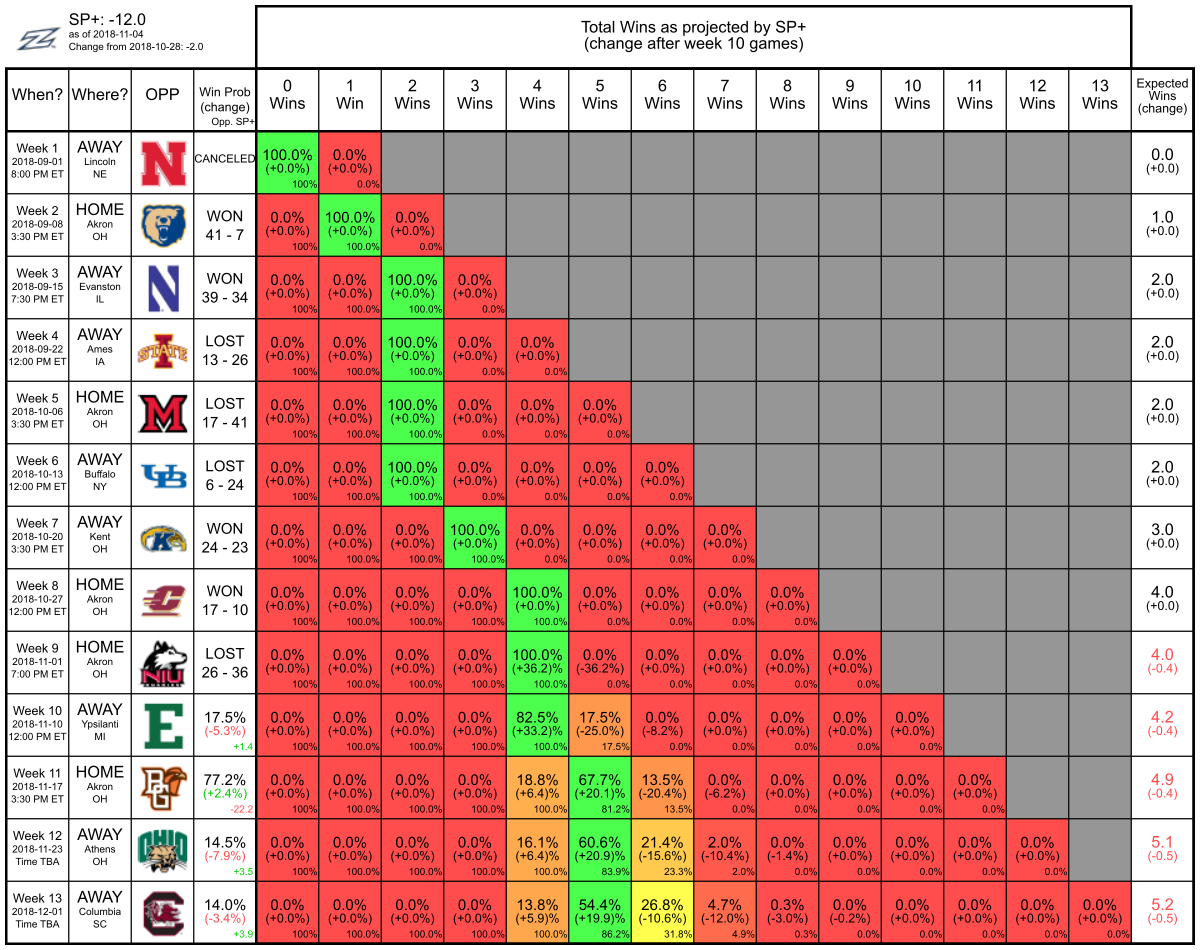 SP+: -12.0
as of 2018-11-04
Change from 2018-10-28: -2.0
Total Wins as projected by SP+
(change after week 10 games)
When? Where? OPP Win Prob (change) Opp. SP+ 0 Wins 1 Win 2 Wins 3 Wins 4 Wins 5 Wins 6 Wins 7 Wins 8 Wins 9 Wins 10 Wins 11 Wins 12 Wins 13 Wins Expected Wins (change)
Week 1 AWAY N CANCELED 100.0% 0.0% 0.0
2018-09-01 Lincoln (+0.0%) (+0.0%) (+0.0)
8:00 PM ET NE 100% 0.0%
Week 2 HOME WON 0.0% 100.0% 0.0% 1.0
2018-09-08 Akron 41 - 7 (+0.0%) (+0.0%) (+0.0%) (+0.0)
3:30 PM ET OH 100% 100.0% 0.0%
Week 3 AWAY N WON 0.0% 0.0% 100.0% 0.0% 2.0
2018-09-15 Evanston 39 - 34 (+0.0%) (+0.0%) (+0.0%) (+0.0%) (+0.0)
7:30 PM ET IL 100% 100.0% 100.0% 0.0%
Week 4 AWAY I STATE LOST 0.0% 0.0% 100.0% 0.0% 0.0% 2.0
2018-09-22 Ames 13 - 26 (+0.0%) (+0.0%) (+0.0%) (+0.0%) (+0.0%) (+0.0)
12:00 PM ET IA 100% 100.0% 100.0% 0.0% 0.0%
Week 5 HOME M LOST 0.0% 0.0% 100.0% 0.0% 0.0% 0.0% 2.0
2018-10-06 Akron 17 - 41 (+0.0%) (+0.0%) (+0.0%) (+0.0%) (+0.0%) (+0.0%) (+0.0)
3:30 PM ET OH 100% 100.0% 100.0% 0.0% 0.0% 0.0%
Week 6 AWAY UB LOST 0.0% 0.0% 100.0% 0.0% 0.0% 0.0% 0.0% 2.0
2018-10-13 Buffalo 6 - 24 (+0.0%) (+0.0%) (+0.0%) (+0.0%) (+0.0%) (+0.0%) (+0.0%) (+0.0)
12:00 PM ET NY 100% 100.0% 100.0% 0.0% 0.0% 0.0% 0.0%
Week 7 AWAY K WON 0.0% 0.0% 0.0% 100.0% 0.0% 0.0% 0.0% 0.0% 3.0
2018-10-20 Kent 24 - 23 (+0.0%) (+0.0%) (+0.0%) (+0.0%) (+0.0%) (+0.0%) (+0.0%) (+0.0%) (+0.0)
3:30 PM ET OH 100% 100.0% 100.0% 100.0% 0.0% 0.0% 0.0% 0.0%
Week 8 HOME C WON 0.0% 0.0% 0.0% 0.0% 100.0% 0.0% 0.0% 0.0% 0.0% 4.0
2018-10-27 Akron 17 - 10 (+0.0%) (+0.0%) (+0.0%) (+0.0%) (+0.0%) (+0.0%) (+0.0%) (+0.0%) (+0.0%) (+0.0)
12:00 PM ET OH 100% 100.0% 100.0% 100.0% 100.0% 0.0% 0.0% 0.0% 0.0%
Week 9 HOME NIU LOST 0.0% 0.0% 0.0% 0.0% 100.0% 0.0% 0.0% 0.0% 0.0% 0.0% 4.0
2018-11-01 Akron 26 - 36 (+0.0%) (+0.0%) (+0.0%) (+0.0%) (+36.2)% (-36.2%) (+0.0%) (+0.0%) (+0.0%) (+0.0%) (-0.4)
7:00 PM ET OH 100% 100.0% 100.0% 100.0% 100.0% 0.0% 0.0% 0.0% 0.0% 0.0%
Week 10 AWAY E 17.5% 0.0% 0.0% 0.0% 0.0% 82.5% 17.5% 0.0% 0.0% 0.0% 0.0% 0.0% 4.2
2018-11-10 Ypsilanti (-5.3%) (+0.0%) (+0.0%) (+0.0%) (+0.0%) (+33.2)% (-25.0%) (-8.2%) (+0.0%) (+0.0%) (+0.0%) (+0.0%) (-0.4)
12:00 PM ET MI +1.4 100% 100.0% 100.0% 100.0% 100.0% 17.5% 0.0% 0.0% 0.0% 0.0% 0.0%
Week 11 HOME BG 77.2% 0.0% 0.0% 0.0% 0.0% 18.8% 67.7% 13.5% 0.0% 0.0% 0.0% 0.0% 0.0% 4.9
2018-11-17 Akron (+2.4%) (+0.0%) (+0.0%) (+0.0%) (+0.0%) (+6.4)% (+20.1)% (-20.4%) (-6.2%) (+0.0%) (+0.0%) (+0.0%) (+0.0%) (-0.4)
3:30 PM ET OH -22.2 100% 100.0% 100.0% 100.0% 100.0% 81.2% 13.5% 0.0% 0.0% 0.0% 0.0% 0.0%
Week 12 AWAY OHIO 14.5% 0.0% 0.0% 0.0% 0.0% 16.1% 60.6% 21.4% 2.0% 0.0% 0.0% 0.0% 0.0% 0.0% 5.1
2018-11-23 Athens (-7.9%) (+0.0%) (+0.0%) (+0.0%) (+0.0%) (+6.4)% (+20.9)% (-15.6%) (-10.4%) (-1.4%) (+0.0%) (+0.0%) (+0.0%) (+0.0%) (-0.5)
Time TBA OH +3.5 100% 100.0% 100.0% 100.0% 100.0% 83.9% 23.3% 2.0% 0.0% 0.0% 0.0% 0.0% 0.0%
Week 13 AWAY C 14.0% 0.0% 0.0% 0.0% 0.0% 13.8% 54.4% 26.8% 4.7% 0.3% 0.0% 0.0% 0.0% 0.0% 0.0% 5.2
2018-12-01 Columbia (-3.4%) (+0.0%) (+0.0%) (+0.0%) (+0.0%) (+5.9)% (+19.9)% (-10.6%) (-12.0%) (-3.0%) (-0.2%) (+0.0%) (+0.0%) (+0.0%) (+0.0%) (-0.5)
Time TBA SC +3.9 100% 100.0% 100.0% 100.0% 100.0% 86.2% 31.8% 4.9% 0.3% 0.0% 0.0% 0.0% 0.0% 0.0%